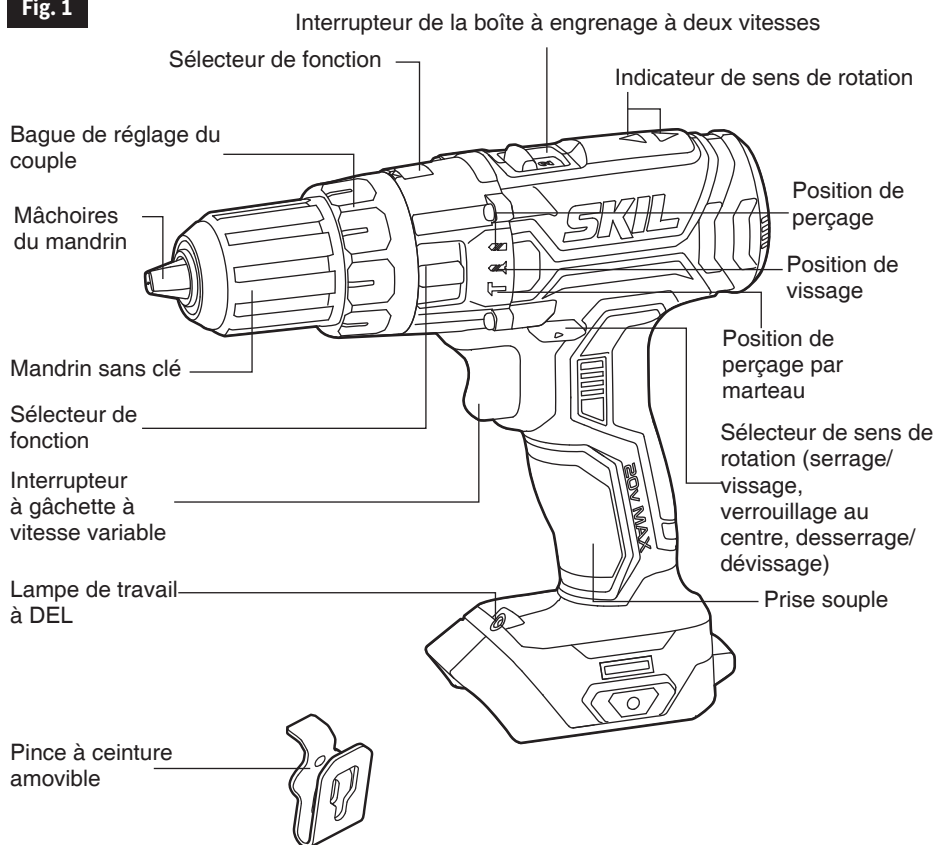 Fig. 1
Interrupteur de la boîte à engrenage à deux vitesses
Sélecteur de fonction
Indicateur de sens de rotation
Bague de réglage du
couple
Mâchoires
du mandrin
SKIL
Position de
perçage
Position de
vissage
Position de
perçage par
marteau
Mandrin sans clé
Sélecteur de
fonction
Sélecteur de sens de
rotation (serrage/
vissage,
verrouillage au
centre, desserrage/
dévissage)
Interrupteur
à gâchette à
vitesse variable
20V MAX
Lampe de travail
à DEL
Prise souple
Pince à ceinture
amovible